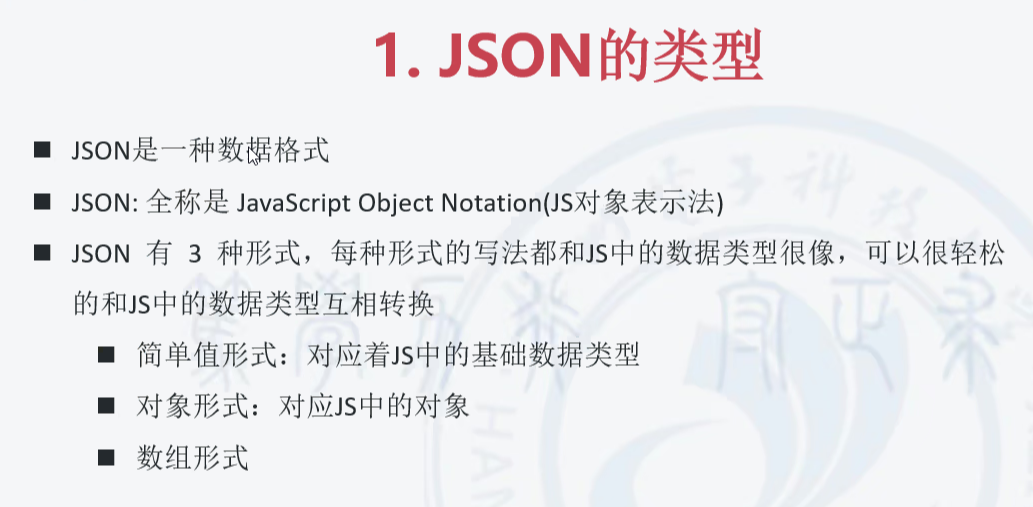 1. JSON的类型
■ JSON是一种数据格式
■ JSON: 全称是 JavaScript Object Notation(JS对象表示法)
■ JSON 有 3 种形式，每种形式的写法都和JS中的数据类型很像，可以很轻松
的和JS中的数据类型互相转换
■ 简单值形式：对应着JS中的基础数据类型
■ 对象形式：对应JS中的对象
■ 数组形式